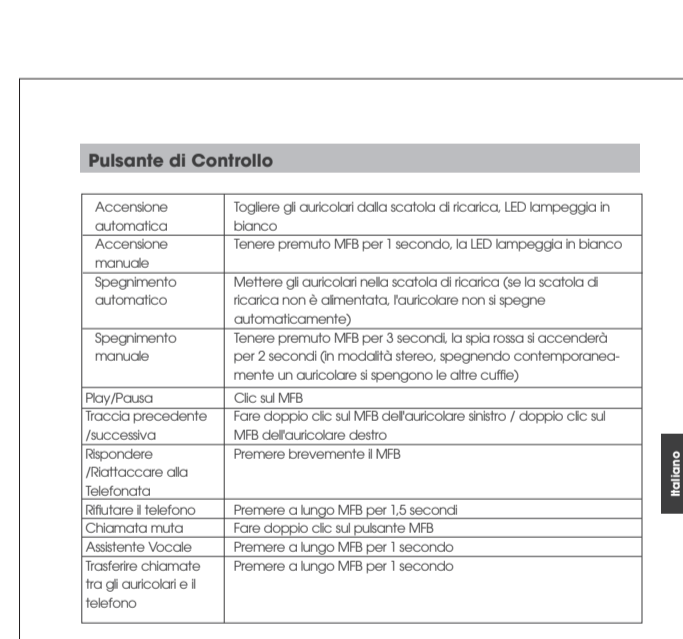 Pulsante di Controllo
Accensione
automatica
Togliere gli auricolari dalla scatola di ricarica, LED lampeggia in
bianco
Accensione
manuale
Tenere premuto MFB per 1 secondo, la LED lampeggia in bianco
Spegnimento
automatico
Mettere gli auricolari nella scatola di ricarica (se la scatola di
ricarica non è alimentata, l'auricolare non si spegne
automaticamente)
Spegnimento
manuale
Tenere premuto MFB per 3 secondi, la spia rossa si accenderà
per 2 secondi (in modalità stereo, spegnendo contemporanea-
mente un auricolare si spengono le altre cuffie)
Play/Pausa
Clic sul MFB
Traccia precedente
/successiva
Fare doppio clic sul MFB dell'auricolare sinistro / doppio clic sul
MFB dell'auricolare destro
Rispondere
/Riattaccare alla
Telefonata
Premere brevemente il MFB
Rifiutare il telefono
Premere a lungo MFB per 1,5 secondi
Chiamata muta
Fare doppio clic sul pulsante MFB
Assistente Vocale
Premere a lungo MFB per 1 secondo
Trasferire chiamate
tra gli auricolari e il
telefono
Premere a lungo MFB per 1 secondo
Italiano